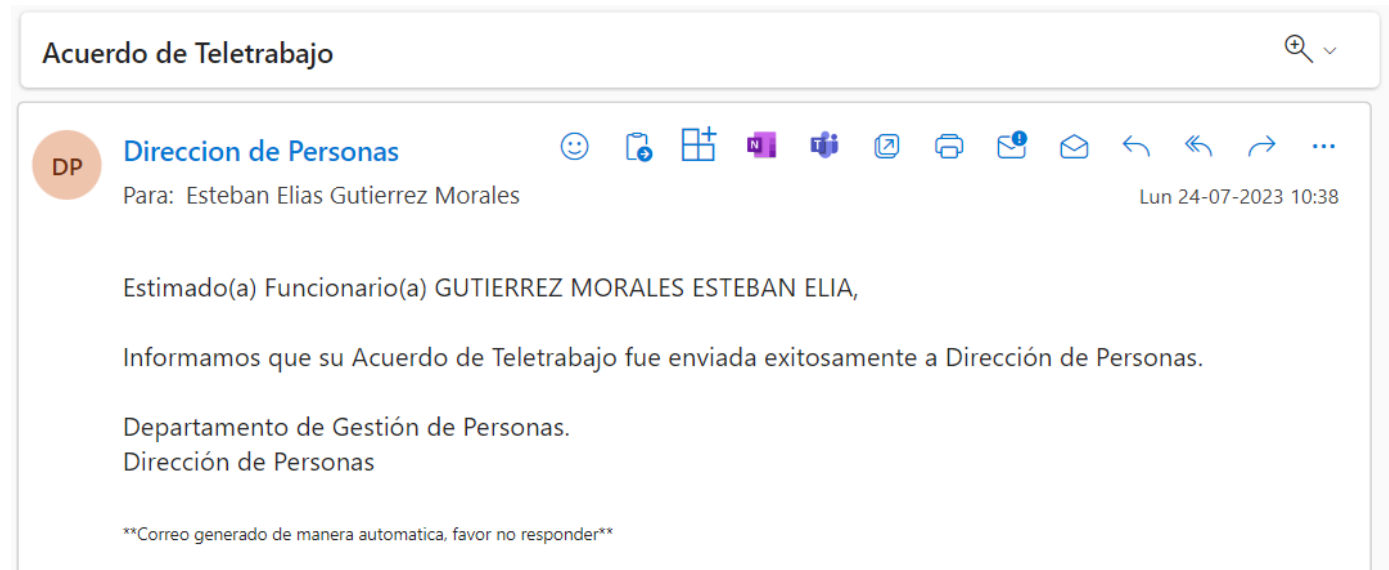 Acuerdo de Teletrabajo
DP
Direccion de Personas
Para: Esteban Elias Gutierrez Morales
Lun 24-07-2023 10:38
Estimado(a) Funcionario(a) GUTIERREZ MORALES ESTEBAN ELIA,
Informamos que su Acuerdo de Teletrabajo fue enviada exitosamente a Dirección de Personas.
Departamento de Gestión de Personas.
Dirección de Personas
**Correo generado de manera automatica, favor no responder**